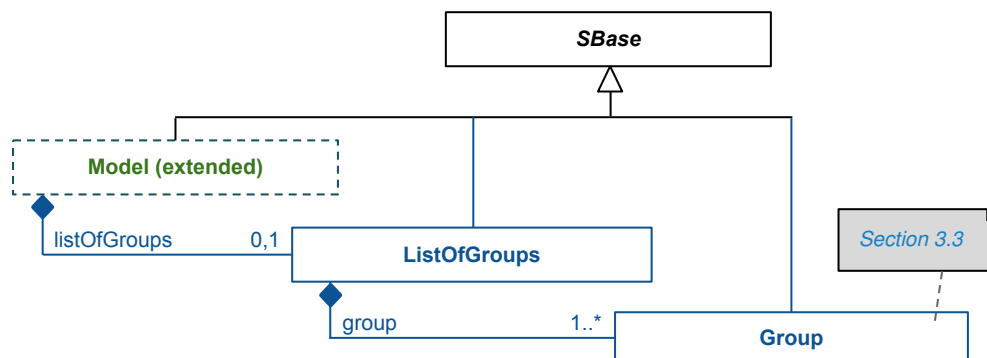 SBase
Model (extended)
listOfGroups 0,1
ListOfGroups
Section 3.3
group 1..*
Group